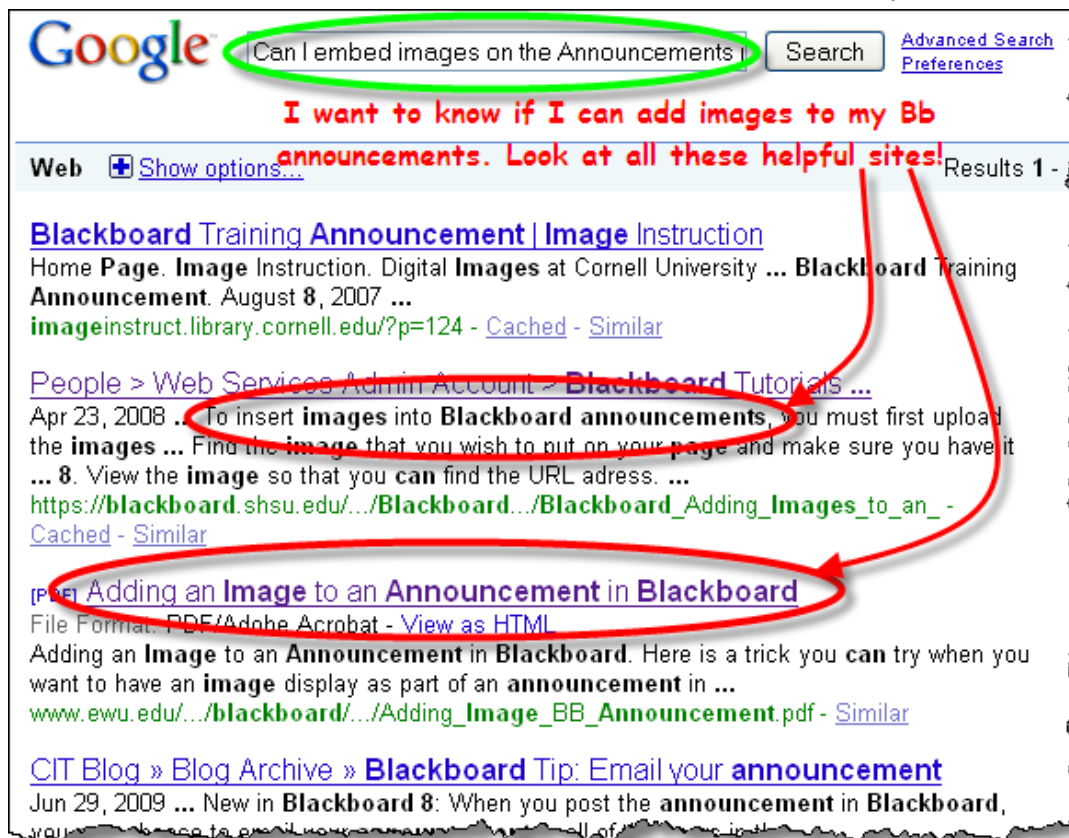 Google Can I embed images on the Announcements Search Advanced Search
Preferences
I want to know if I can add images to my Bb
announcements. Look at all these helpful sites!
Web Show options... Results 1 -
Blackboard Training Announcement | Image Instruction
Home Page. Image Instruction. Digital Images at Cornell University ... Blackboard Training
Announcement. August 8, 2007 ...
imageinstruct.library.cornell.edu/?p=124 - Cached - Similar
People > Web Services Admin Account > Blackboard Tutorials ...
Apr 23, 2008 ... To insert images into Blackboard announcements, you must first upload
the images ... Find the image that you wish to put on your page and make sure you have it
... 8. View the image so that you can find the URL adress. ...
https://blackboard.shsu.edu/.../Blackboard.../Blackboard_Adding_Images_to_an_ -
Cached - Similar
[PDF] Adding an Image to an Announcement in Blackboard
File Format: PDF/Adobe Acrobat - View as HTML
Adding an Image to an Announcement in Blackboard. Here is a trick you can try when you
want to have an image display as part of an announcement in ...
www.ewu.edu/.../blackboard/.../Adding_Image_BB_Announcement.pdf - Similar
CIT Blog » Blog Archive » Blackboard Tip: Email your announcement
Jun 29, 2009 ... New in Blackboard 8: When you post the announcement in Blackboard,